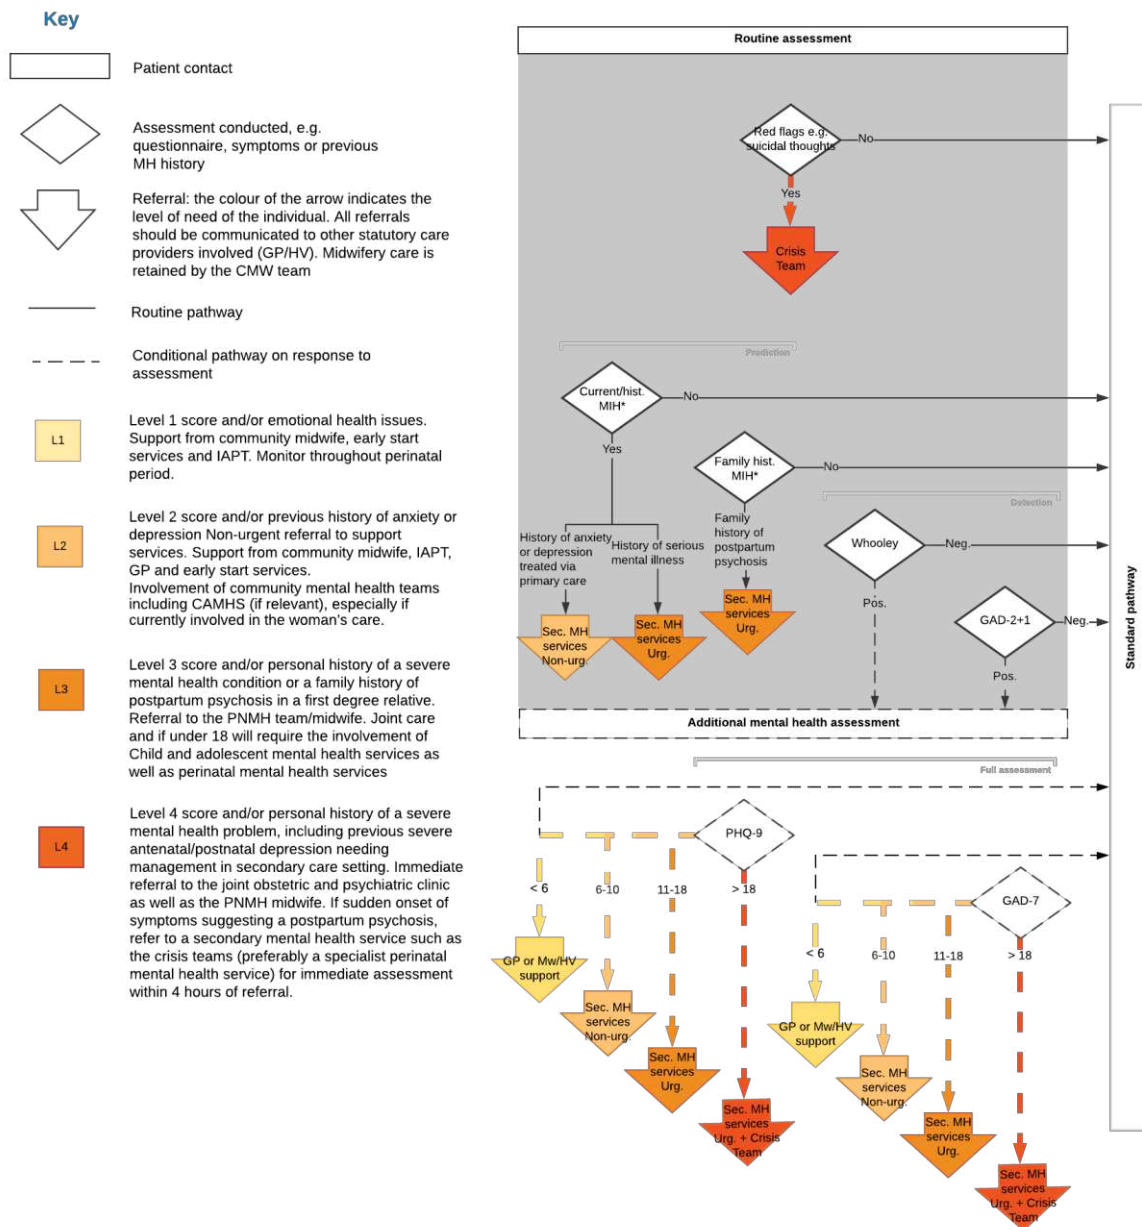 Key
Patient contact
Assessment conducted, e.g.
questionnaire, symptoms or previous
MH history
Referral: the colour of the arrow indicates the
level of need of the individual. All referrals
should be communicated to other statutory care
providers involved (GP/HV). Midwifery care is
retained by the CMW team
Routine pathway
Conditional pathway on response to
assessment
L1
Level 1 score and/or emotional health issues.
Support from community midwife, early start
services and IAPT. Monitor throughout perinatal
period.
L2
Level 2 score and/or previous history of anxiety or
depression Non-urgent referral to support
services. Support from community midwife, IAPT,
GP and early start services.
Involvement of community mental health teams
including CAMHS (if relevant), especially if
currently involved in the woman's care.
L3
Level 3 score and/or personal history of a severe
mental health condition or a family history of
postpartum psychosis in a first degree relative.
Referral to the PNMH team/midwife. Joint care
and if under 18 will require the involvement of
Child and adolescent mental health services as
well as perinatal mental health services
L4
Level 4 score and/or personal history of a severe
mental health problem, including previous severe
antenatal/postnatal depression needing
management in secondary care setting. Immediate
referral to the joint obstetric and psychiatric clinic
as well as the PNMH midwife. If sudden onset of
symptoms suggesting a postpartum psychosis,
refer to a secondary mental health service such as
the crisis teams (preferably a specialist perinatal
mental health service) for immediate assessment
within 4 hours of referral.
Routine assessment
Red flags e.g.
suicidal thoughts
No
Yes
Crisis
Team
Prediction
Current/hist.
MIH*
No
Yes
Family hist.
MIH*
No
Detection
History of anxiety
or depression
treated via
primary care
History of serious
mental illness
Family
history of
postpartum
psychosis
Whooley
Neg.
Pos.
Sec. MH
services
Non-urg.
Sec. MH
services
Urg.
Sec. MH
services
Urg.
GAD-2+1
Neg.
Pos.
Standard pathway
Additional mental health assessment
Full assessment
PHQ-9
< 6
6-10
11-18
> 18
GP or Mw/HV
support
Sec. MH
services
Non-urg.
Sec. MH
services
Urg.
Sec. MH
services
Urg. + Crisis
Team
GAD-7
< 6
6-10
11-18
> 18
GP or Mw/HV
support
Sec. MH
services
Non-urg.
Sec. MH
services
Urg.
Sec. MH
services
Urg. + Crisis
Team